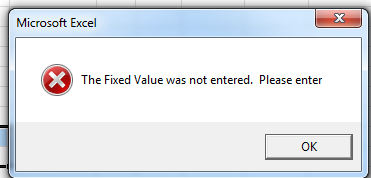 Microsoft Excel
The Fixed Value was not entered.  Please enter
OK